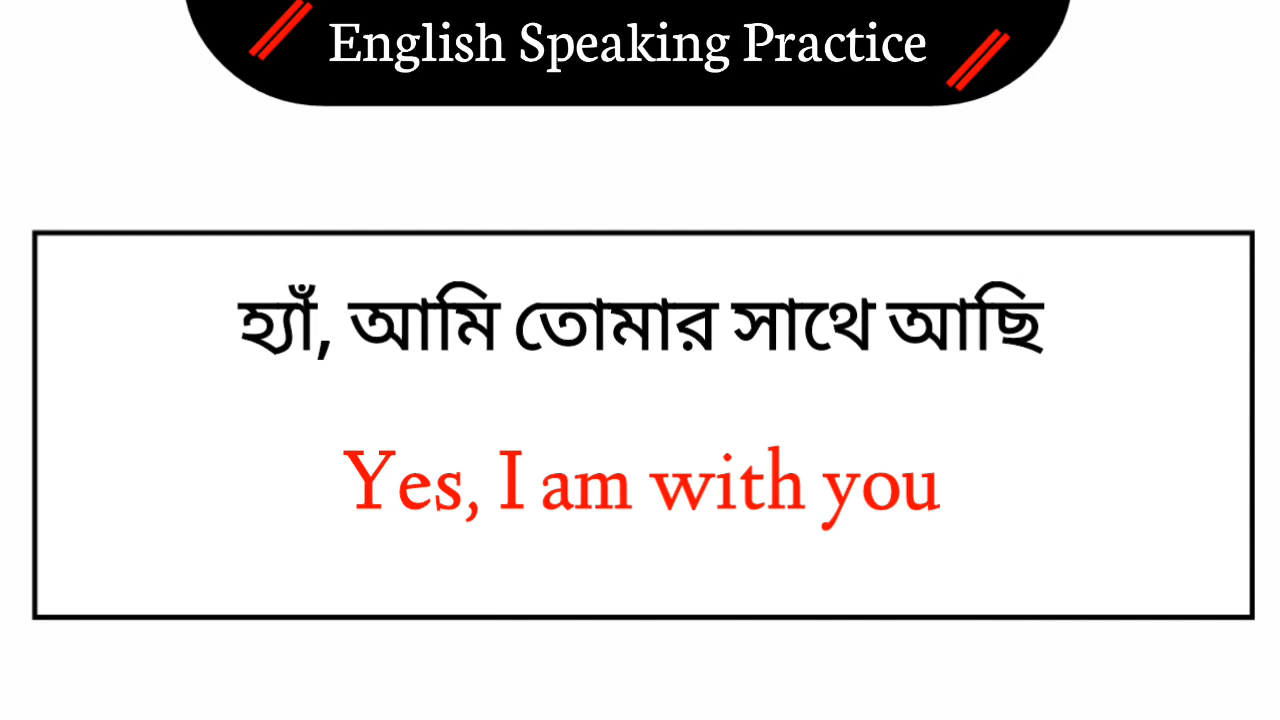 English Speaking Practice
হ্যাঁ, আমি তোমার সাথে আছি
Yes, I am with you